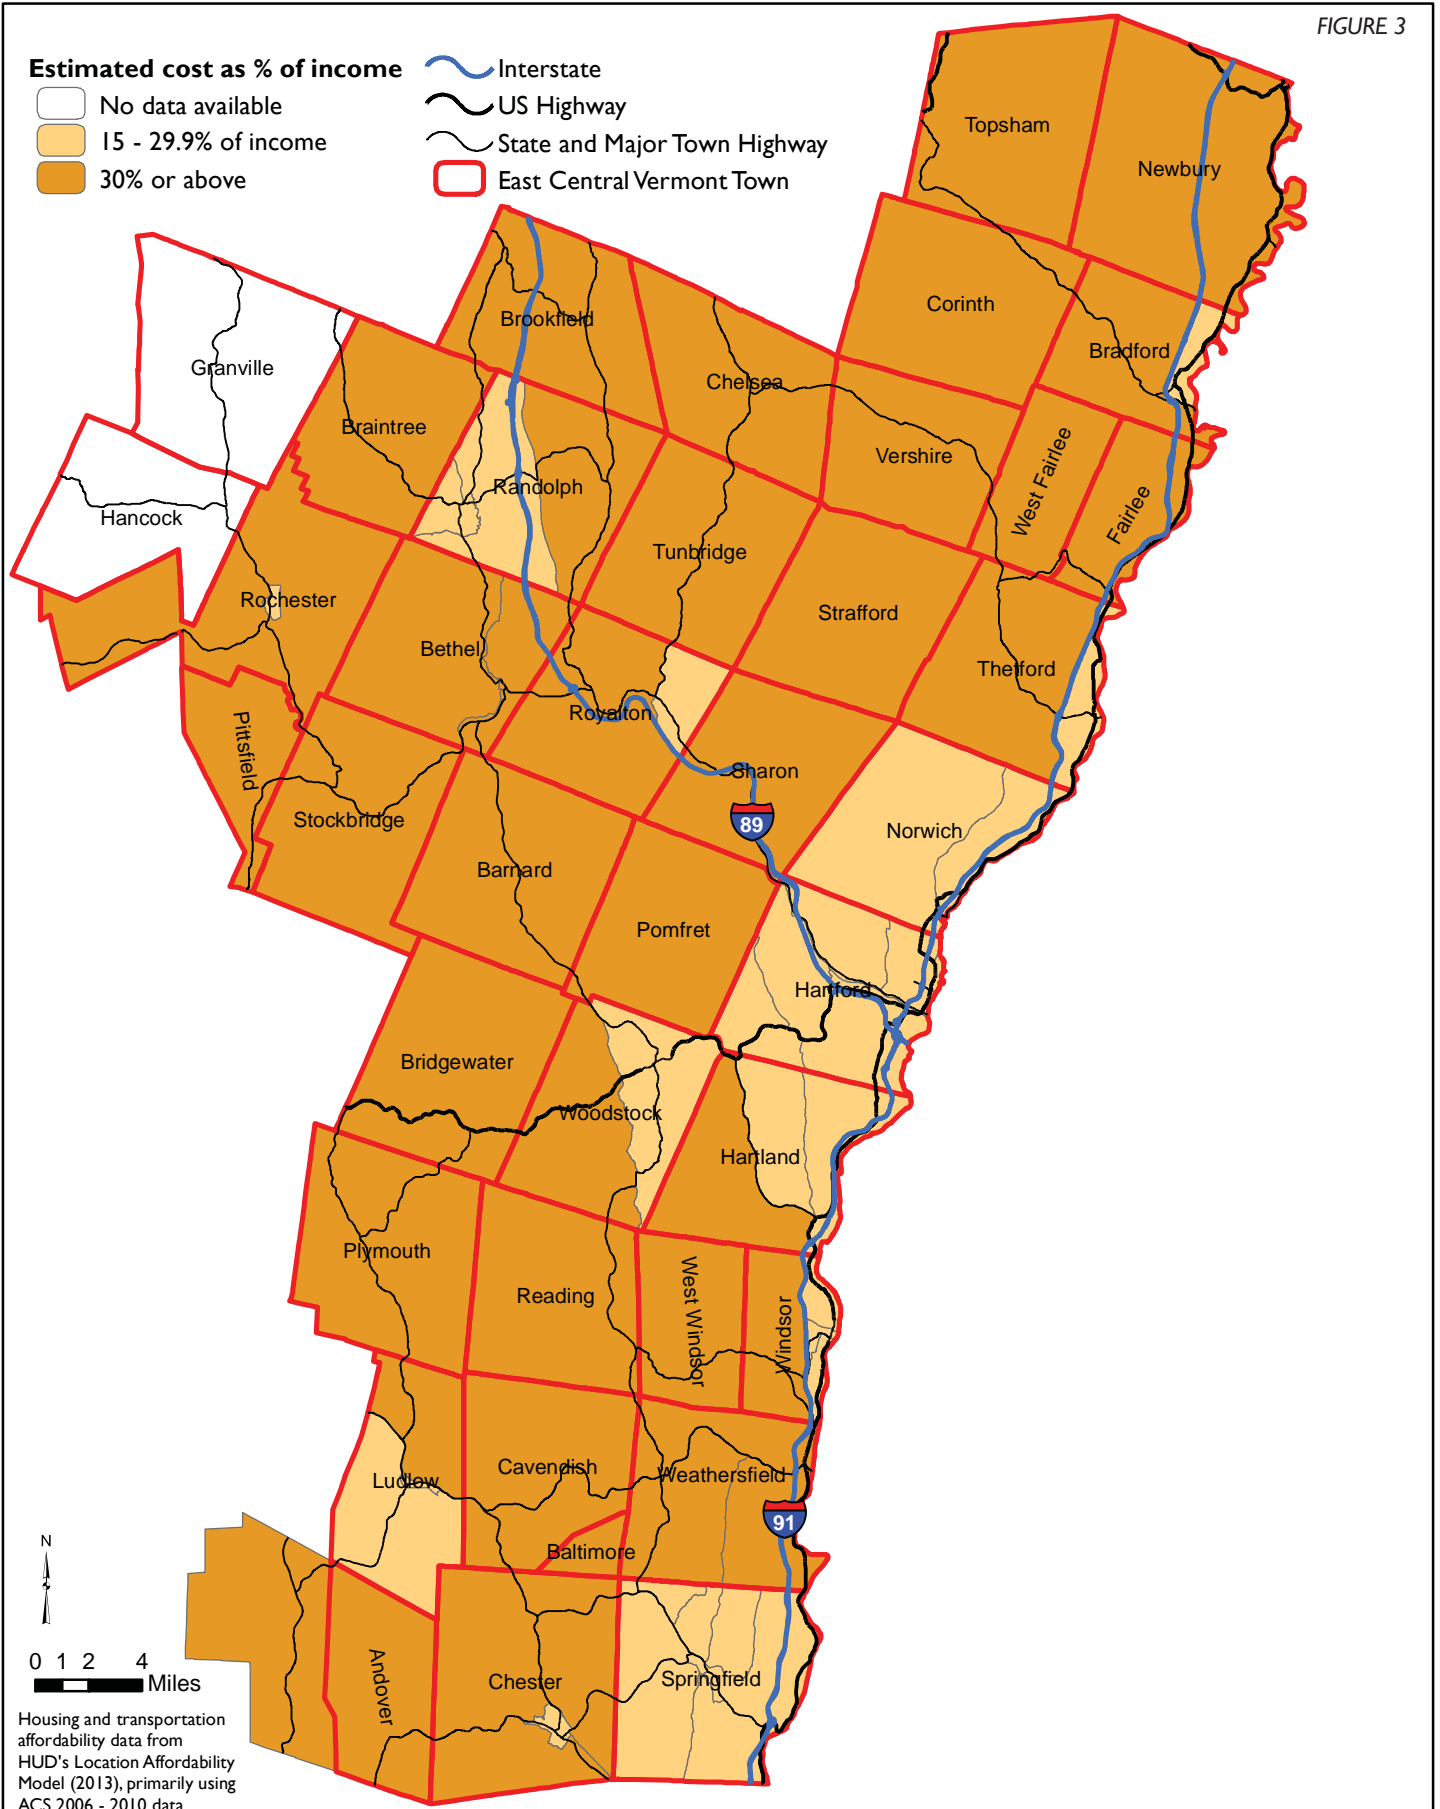 FIGURE 3
Estimated cost as % of income
No data available
15 - 29.9% of income
30% or above
Interstate
US Highway
State and Major Town Highway
East Central Vermont Town
Topsham
Newbury
Corinth
Bradford
Brookfield
Granville
Chelsea
Braintree
Vershire
West Fairlee
Fairlee
Randolph
Hancock
Tunbridge
Rochester
Strafford
Bethel
Thetford
Royalton
Pittsfield
Sharon
89
Stockbridge
Norwich
Barnard
Pomfret
Hartford
Bridgewater
Woodstock
Hartland
Plymouth
Reading
West Windsor
Windsor
Ludlow
Cavendish
Weathersfield
91
Baltimore
Andover
Chester
Springfield
N
0 1 2 4
Miles
Housing and transportation
affordability data from
HUD's Location Affordability
Model (2013), primarily using
ACS 2006 - 2010 data